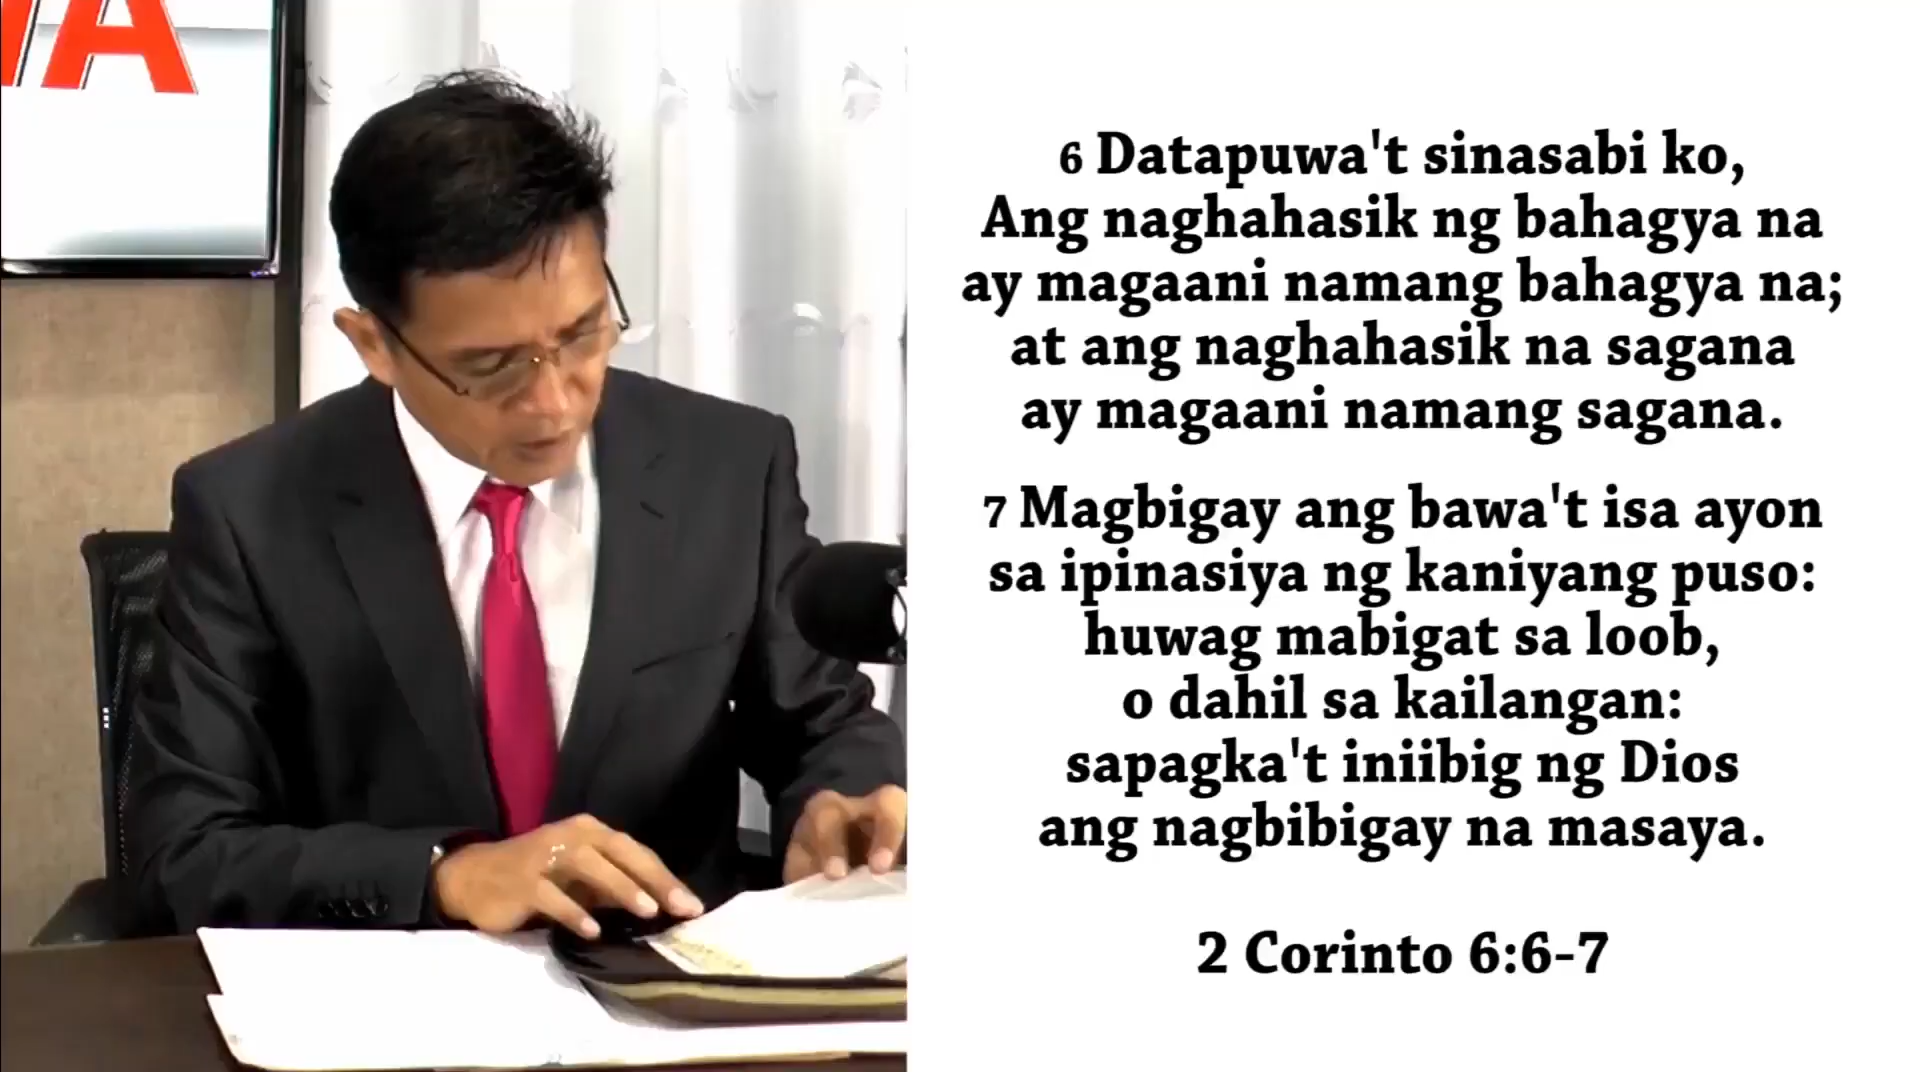 6 Datapuwa't sinasabi ko,
Ang naghahasik ng bahagya na
ay magaani namang bahagya na;
at ang naghahasik na sagana
ay magaani namang sagana.
7 Magbigay ang bawa't isa ayon
sa ipinasiya ng kaniyang puso:
huwag mabigat sa loob,
o dahil sa kailangan:
sapagka't iniibig ng Dios
ang nagbibigay na masaya.
2 Corinto 6:6-7